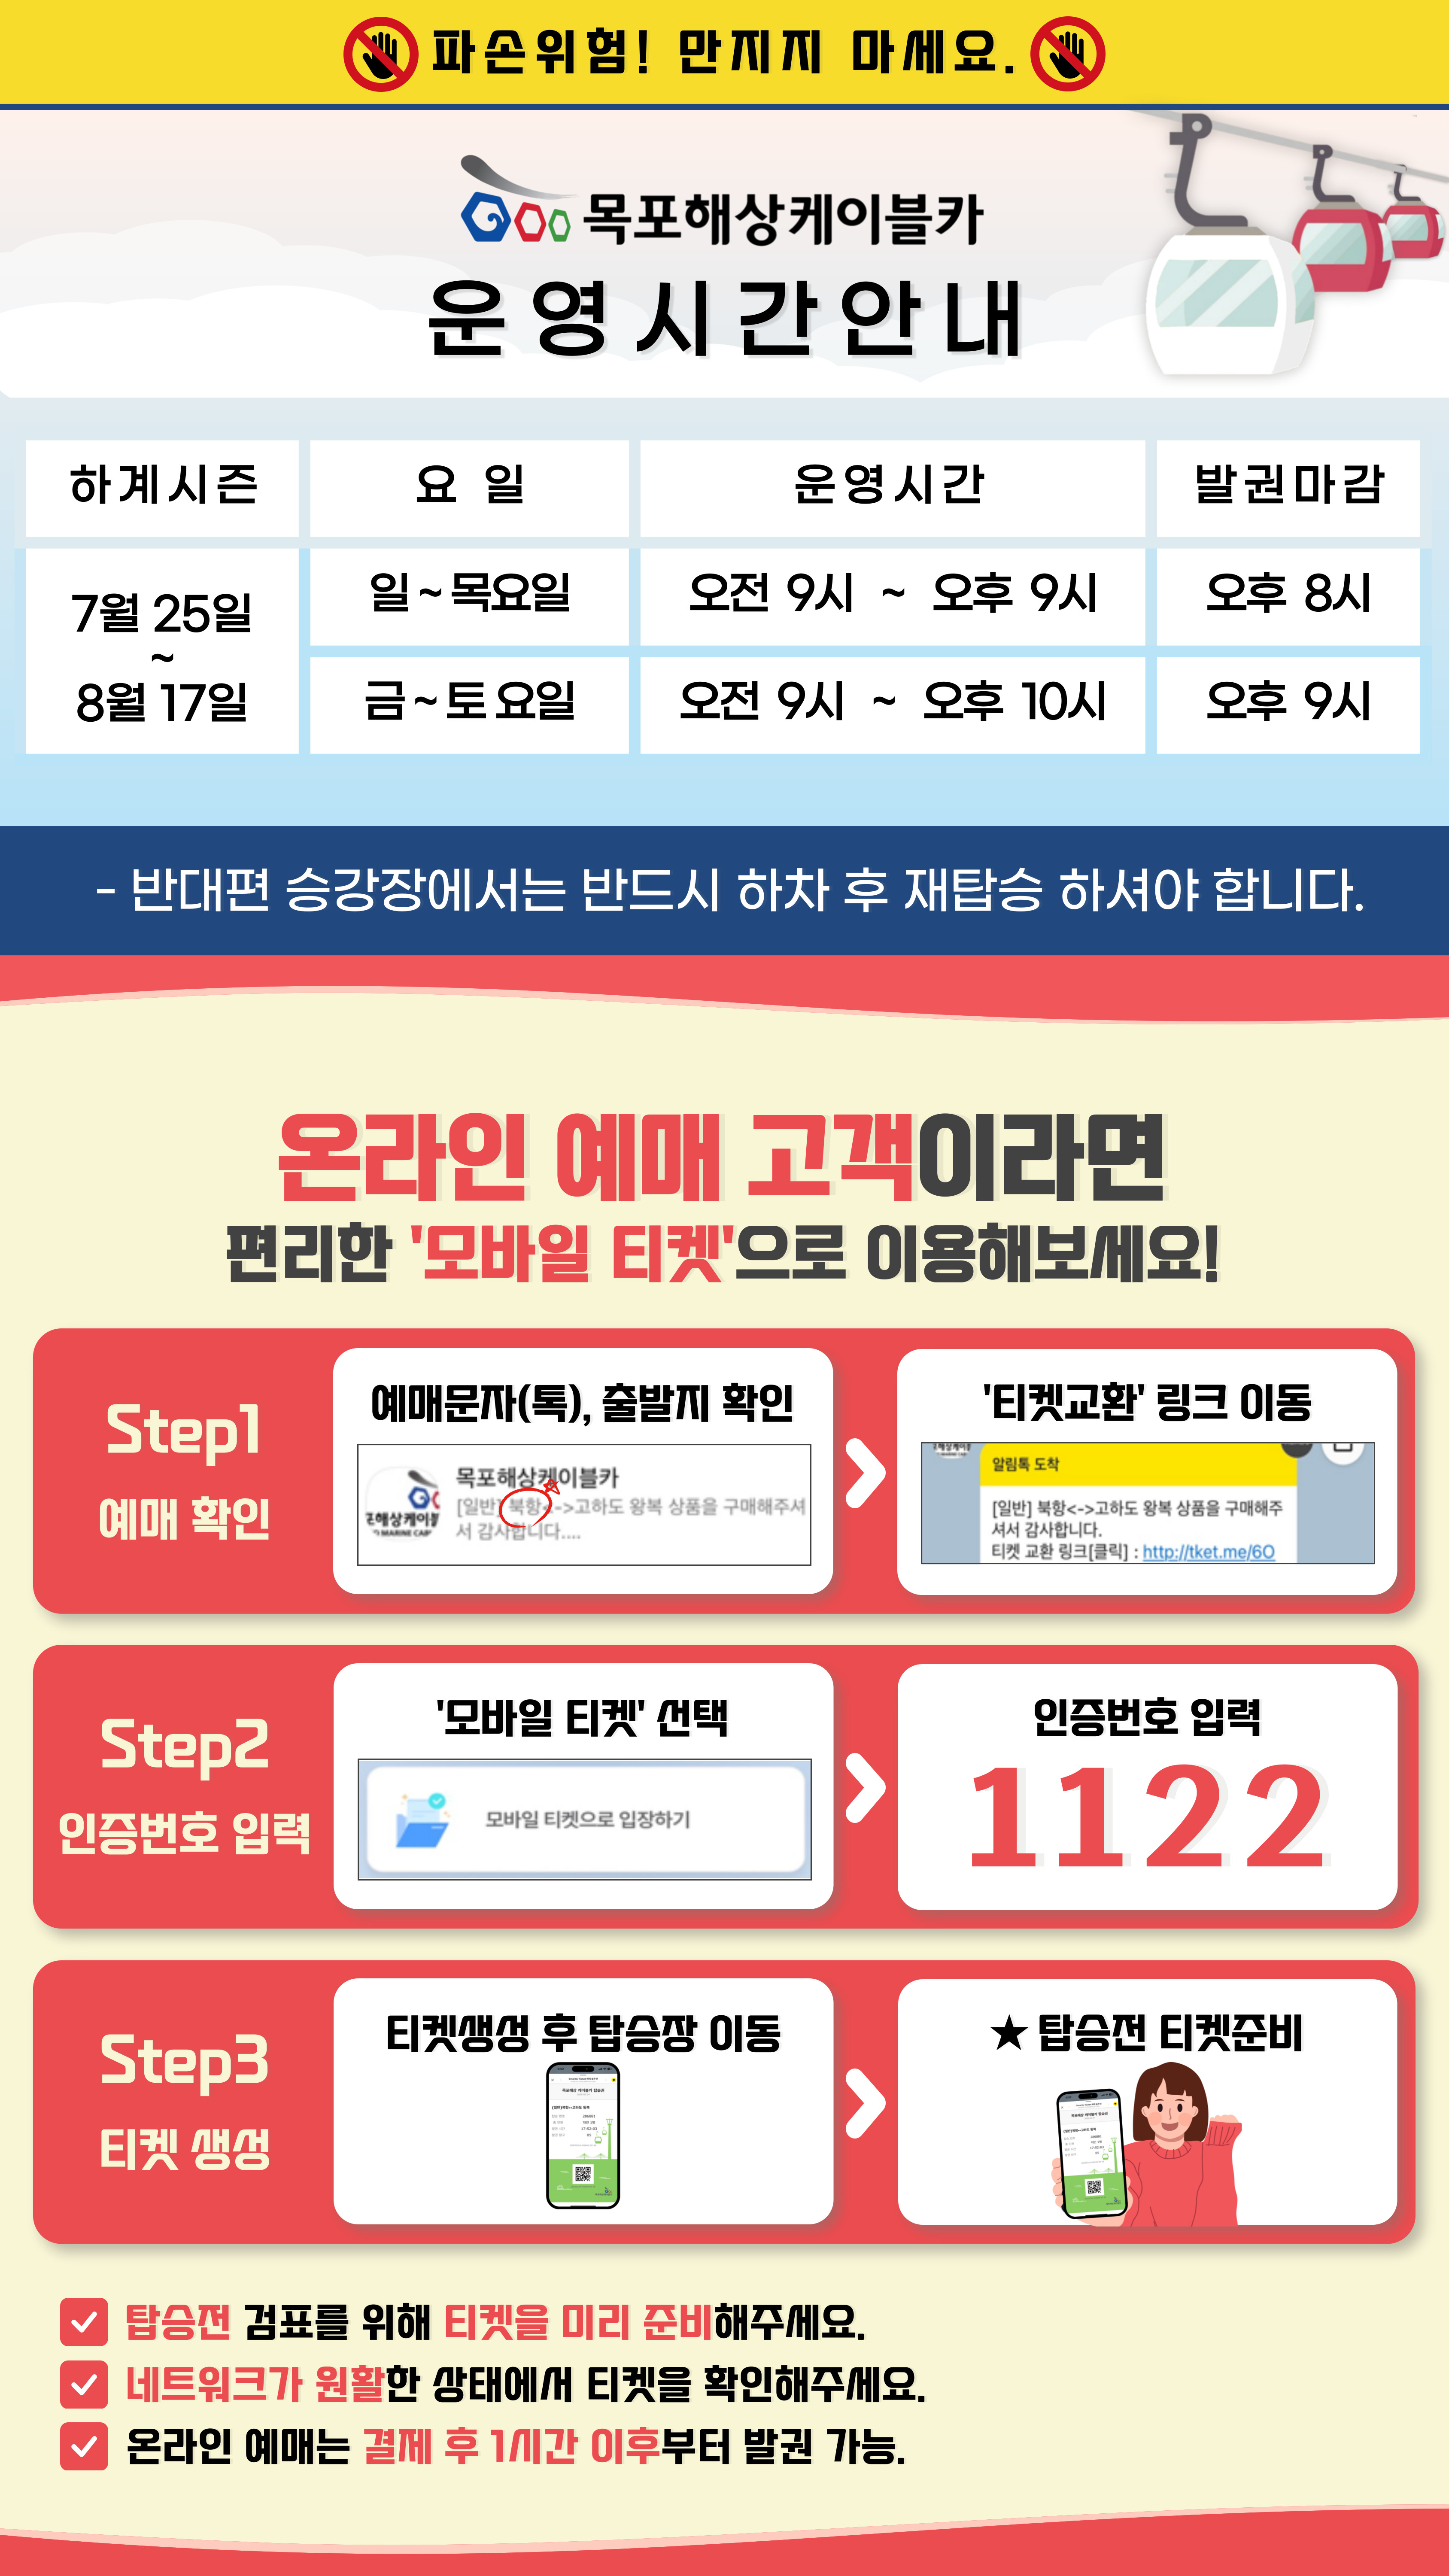 파손위험! 만지지 마세요.
목포해상케이블카
운영시간안내
하계시즌 요 일 운영시간 발권마감
7월 25일 ~ 8월 17일 월~목요일 오전 9시 ~ 오후 9시 오후 8시
금~토요일 오전 9시 ~ 오후 10시 오후 9시
- 반대편 승강장에서는 반드시 하차 후 재탑승 하셔야 합니다.
온라인 예매 고객이라면
편리한 '모바일 티켓'으로 이용해보세요!
Step1
예매 확인
예매문자(톡), 출발지 확인
목포해상케이블카
[일반] 북항<->고하도 왕복 상품을 구매해주셔
서 감사합니다....
'티켓교환' 링크 이동
알림톡 도착
[일반] 북항<->고하도 왕복 상품을 구매해주
셔서 감사합니다.
티켓 교환 링크[클릭] : http://tket.me/6O
Step2
인증번호 입력
'모바일 티켓' 선택
모바일 티켓으로 입장하기
인증번호 입력
1122
Step3
티켓 생성
티켓생성 후 탑승장 이동
★ 탑승전 티켓준비
탑승전 검표를 위해 티켓을 미리 준비해주세요.
네트워크가 원활한 상태에서 티켓을 확인해주세요.
온라인 예매는 결제 후 1시간 이후부터 발권 가능.